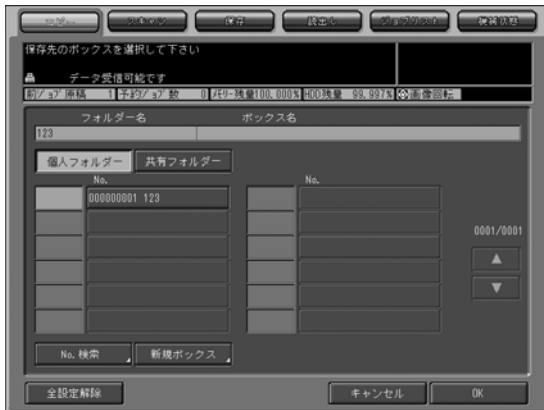 コピー スキャン 保存 読出し ジョブリスト 機械状態
保存先のボックスを選択して下さい
データ受信可能です
前ジョブ原稿 1 予約ジョブ数 0 メモリー残量100.000% HDD残量 99.997% 画像回転
フォルダー名 ボックス名
123
個人フォルダー 共有フォルダー
No. No.
000000001 123
0001/0001
No.検索 新規ボックス
全設定解除 キャンセル OK